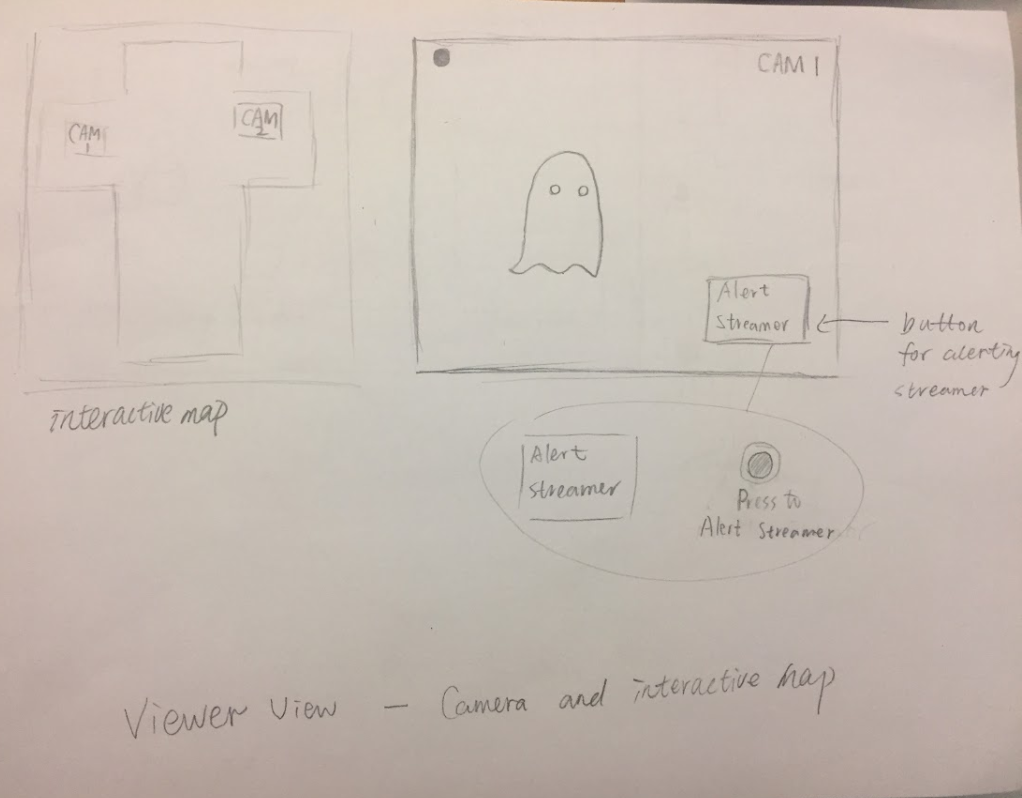 CAM
1
CAM
2
interactive map
CAM 1
Alert
Streamer
button
for alerting
streamer
Alert
streamer
Press to
Alert Streamer
Viewer View — Camera and interactive map